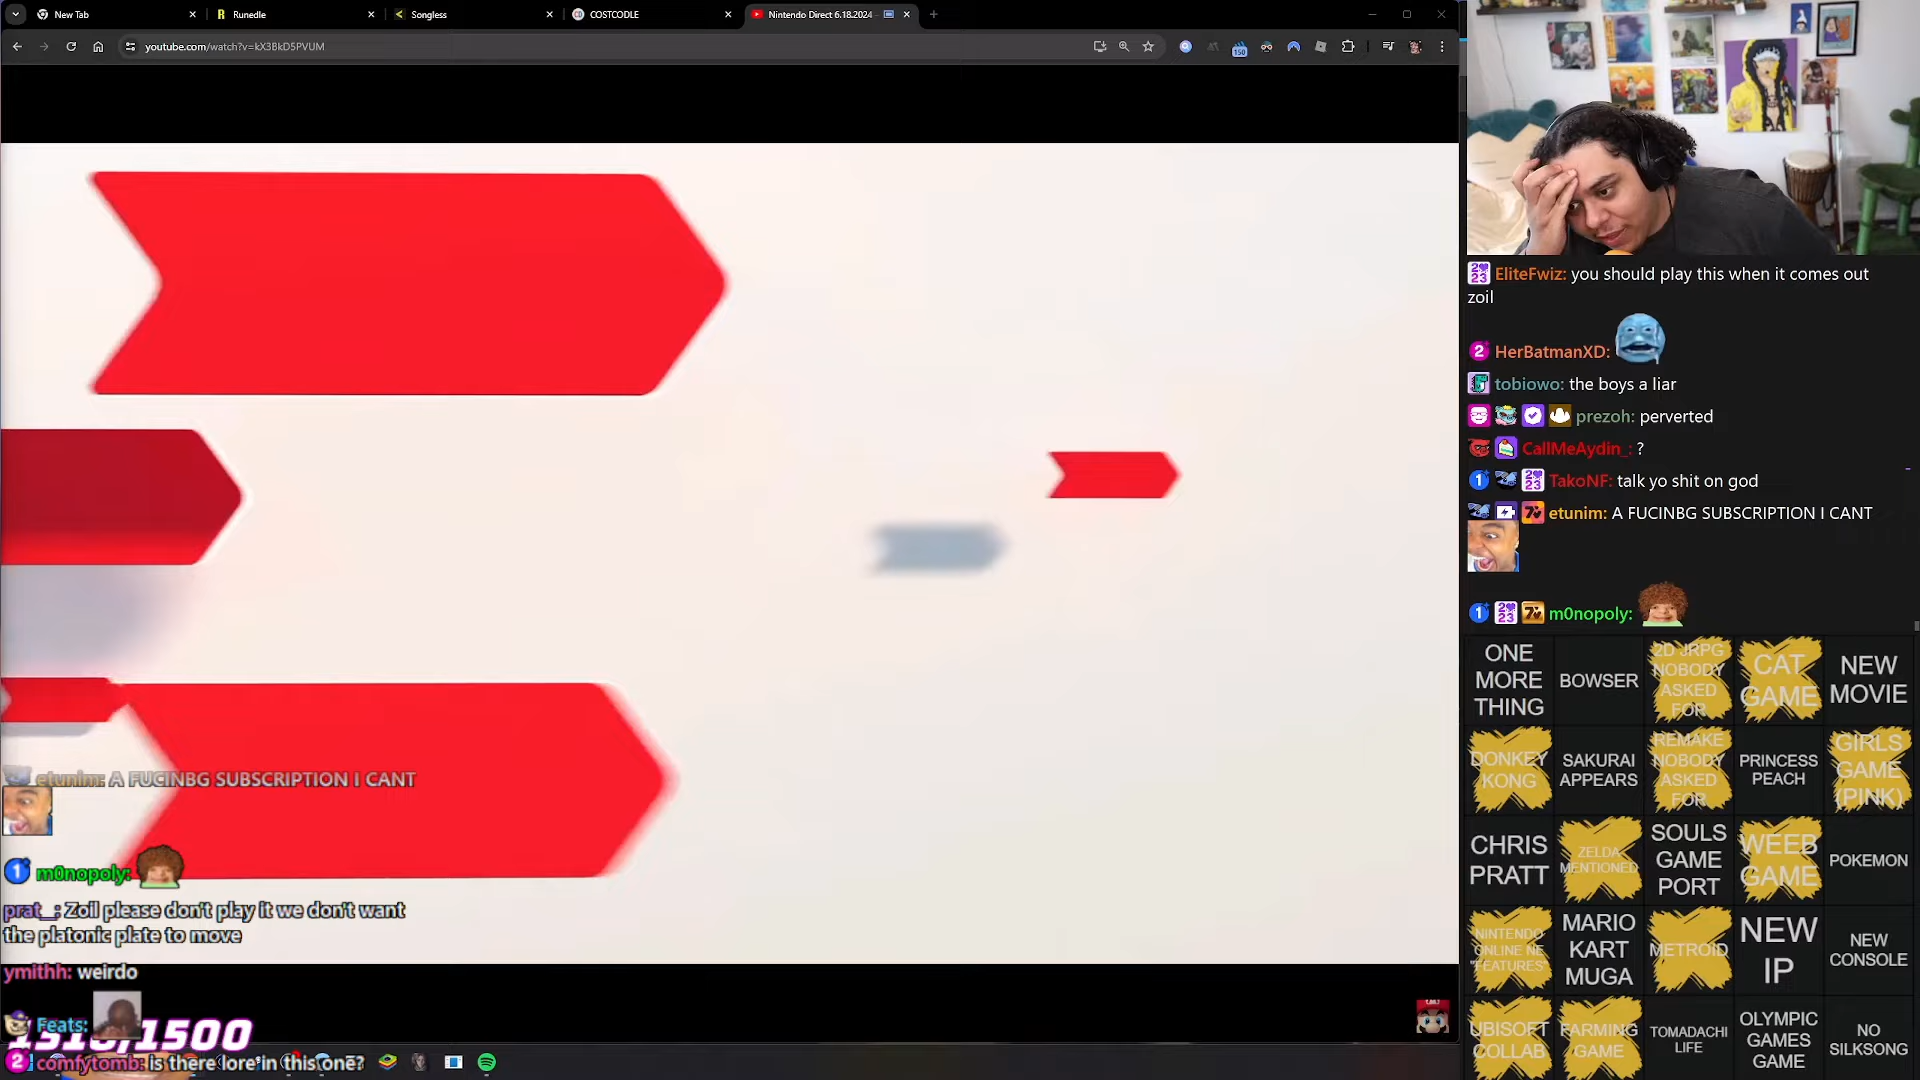 New Tab
Runedle
Songless
COSTCODLE
Nintendo Direct 6.18.2024 -
youtube.com/watch?v=kX3BkD5PVUM
150
EliteFwiz: you should play this when it comes out
zoil
HerBatmanXD:
tobiowo: the boys a liar
prezoh: perverted
CallMeAydin_: ?
TakoNF: talk yo shit on god
etunim: A FUCINBG SUBSCRIPTION I CANT
m0nopoly:
ONE MORE THING
BOWSER
2D JRPG NOBODY ASKED FOR
CAT GAME
NEW MOVIE
DONKEY KONG
SAKURAI APPEARS
REMAKE NOBODY ASKED FOR
PRINCESS PEACH
GIRLS GAME (PINK)
CHRIS PRATT
ZELDA MENTIONED
SOULS GAME PORT
WEEB GAME
POKEMON
NINTENDO ONLINE NE "FEATURES"
MARIO KART MUGA
METROID
NEW IP
NEW CONSOLE
UBISOFT COLLAB
FARMING GAME
TOMADACHI LIFE
OLYMPIC GAMES GAME
NO SILKSONG
etunim: A FUCINBG SUBSCRIPTION I CANT
m0nopoly:
prat_: Zoil please don't play it we don't want
the platonic plate to move
ymithh: weirdo
Feats:
/1500
comfytomb: is there lore in this one?